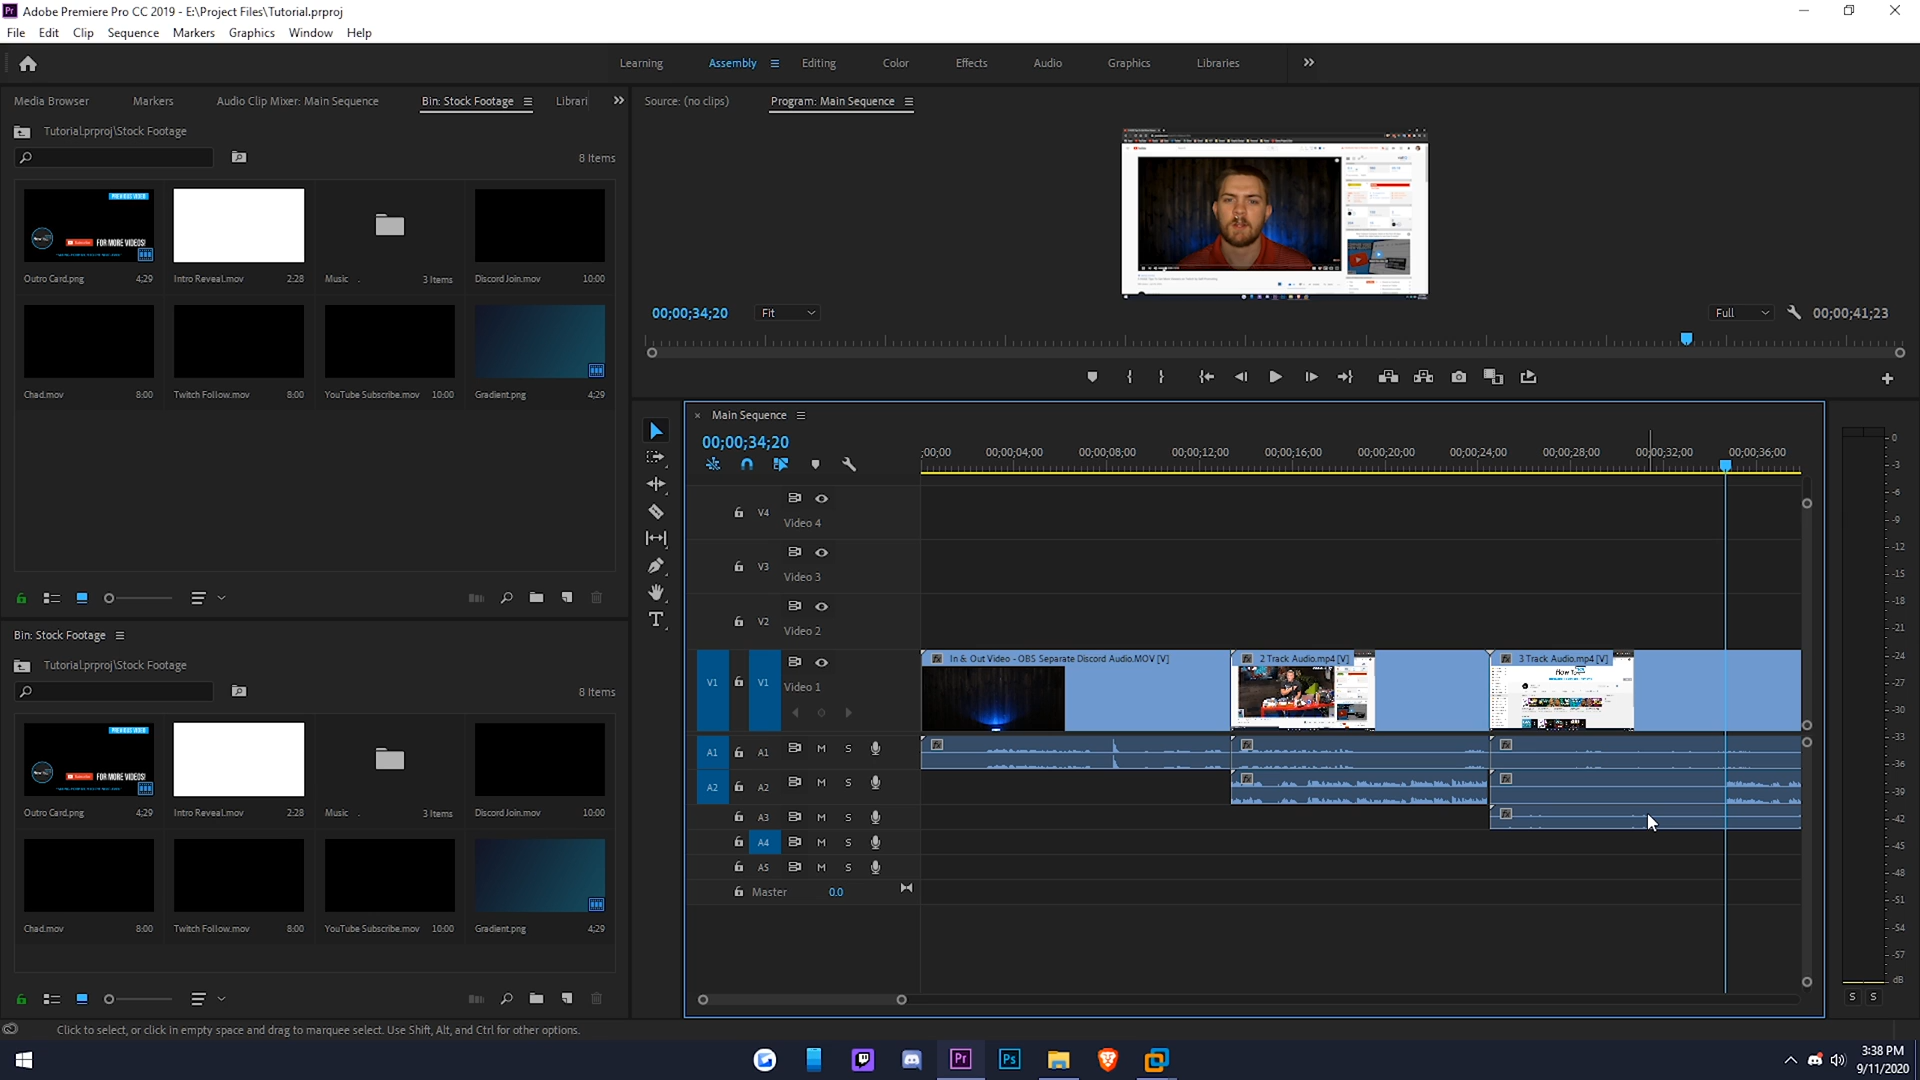 Adobe Premiere Pro CC 2019 - E:\Project Files\Tutorial.prproj
File Edit Clip Sequence Markers Graphics Window Help
Learning Assembly Editing Color Effects Audio Graphics Libraries
Media Browser Markers Audio Clip Mixer: Main Sequence Bin: Stock Footage Librari
Source: (no clips) Program: Main Sequence
Tutorial.prproj\Stock Footage
8 Items
PREVIOUS VIDEO
FOR MORE VIDEOS!
Outro Card.png 4;29 Intro Reveal.mov 2:28 Music 3 Items Discord Join.mov 10:00
Chad.mov 8:00 Twitch Follow.mov 8:00 YouTube Subscribe.mov 10:00 Gradient.png 4;29
00;00;34;20 Fit Full 00;00;41;23
Main Sequence
00;00;34;20
;00;00 00;00;04;00 00;00;08;00 00;00;12;00 00;00;16;00 00;00;20;00 00;00;24;00 00;00;28;00 00;00;32;00 00;00;36;00
V4
Video 4
V3
Video 3
V2
Video 2
V1 V1
Video 1
In & Out Video - OBS Separate Discord Audio.MOV [V]
2 Track Audio.mp4 [V]
3 Track Audio.mp4 [V]
A1 A1 M S
A2 A2 M S
A3 M S
A4 M S
A5 M S
Master 0.0
0
-3
-6
-9
-12
-15
-18
-21
-24
-27
-30
-33
-36
-39
-42
-45
-48
-51
-54
-57
dB
S S
Bin: Stock Footage
Tutorial.prproj\Stock Footage
8 Items
PREVIOUS VIDEO
FOR MORE VIDEOS!
Outro Card.png 4;29 Intro Reveal.mov 2:28 Music 3 Items Discord Join.mov 10:00
Chad.mov 8:00 Twitch Follow.mov 8:00 YouTube Subscribe.mov 10:00 Gradient.png 4;29
Click to select, or click in empty space and drag to marquee select. Use Shift, Alt, and Ctrl for other options.
Pr Ps
3:38 PM
9/11/2020